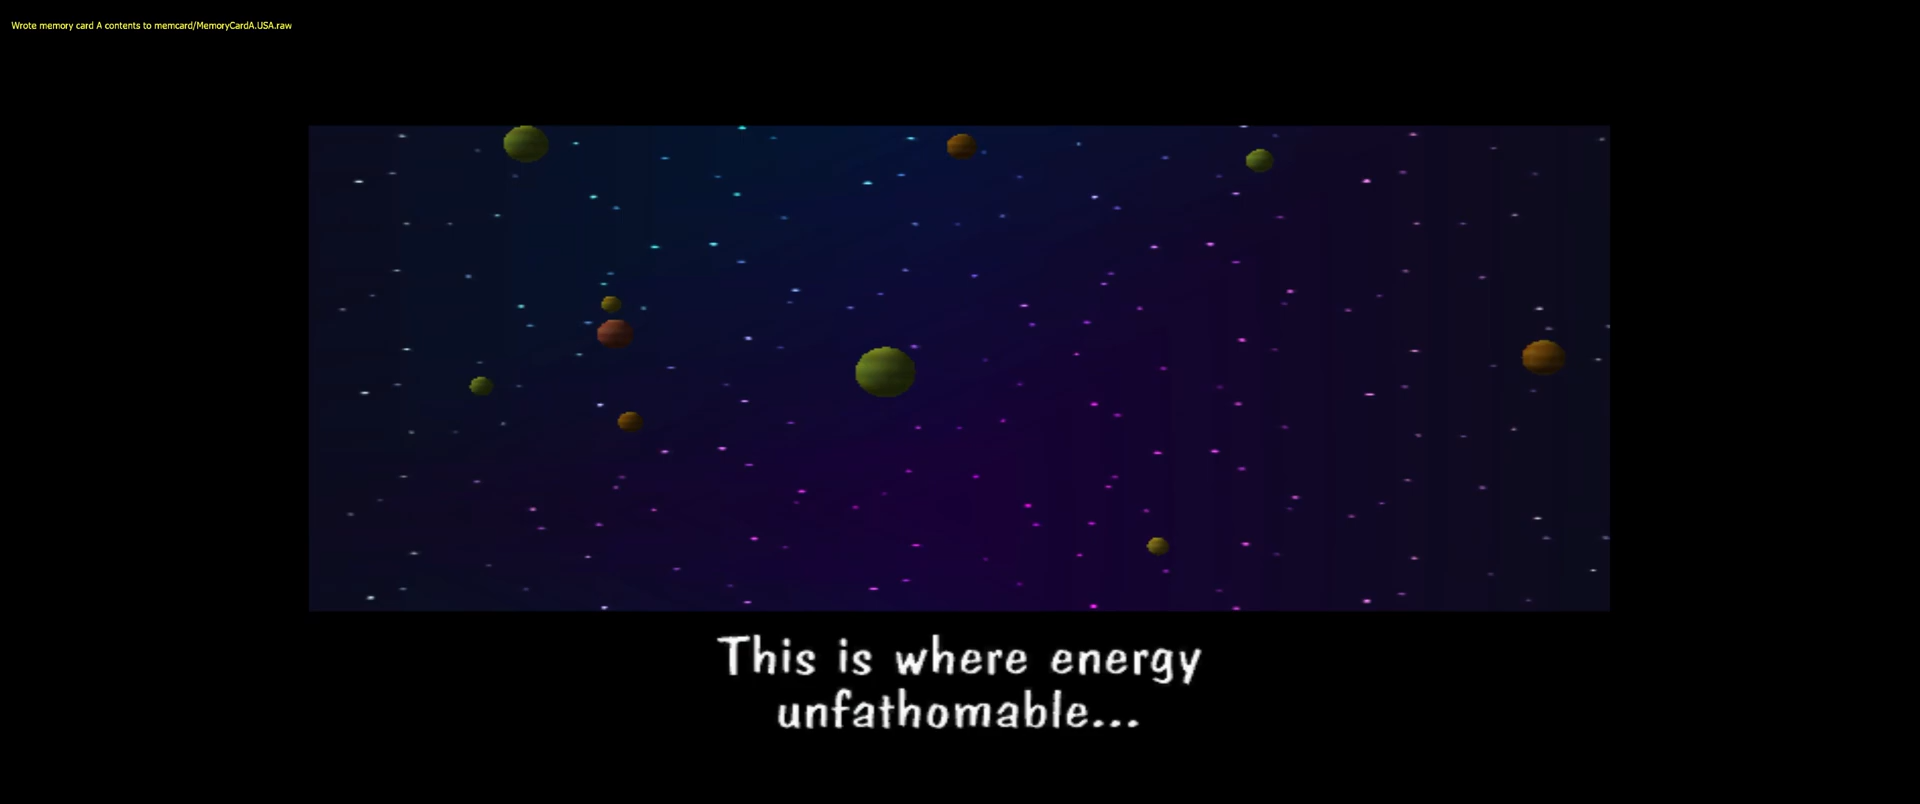 Wrote memory card A contents to memcard/MemoryCardA.USA.raw
This is where energy
unfathomable...